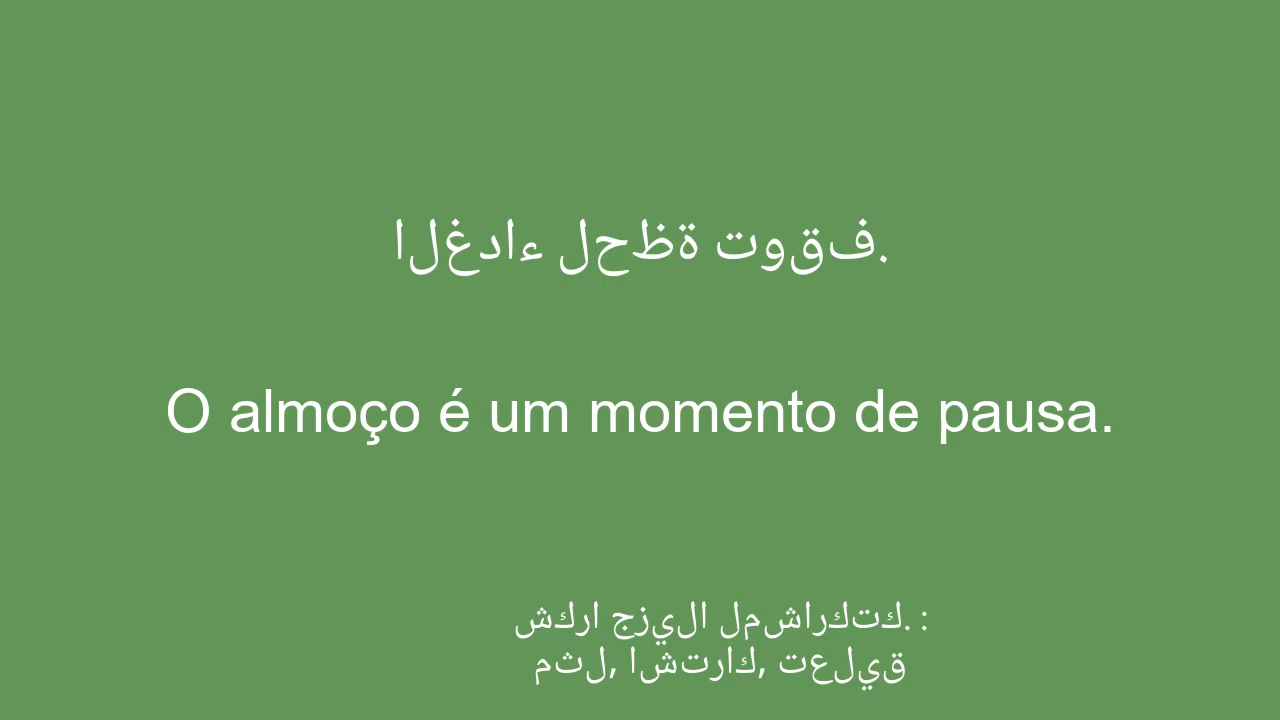 الغداء لحظة توقف.
O almoço é um momento de pausa.
شكرا جزيلا لمشاركتك. :
مثل, اشتراك, تعليق